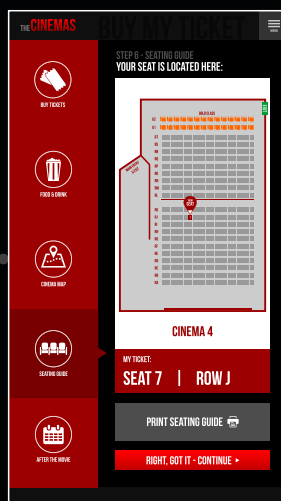 THE CINEMAS
BUY MY TICKET
MENU
STEP 6 - SEATING GUIDE
YOUR SEAT IS LOCATED HERE:
BUY TICKETS
FOOD & DRINK
CINEMA MAP
SEATING GUIDE
AFTER THE MOVIE
GOLD CLASS
CINEMA 4
MY TICKET:
SEAT 7 | ROW J
PRINT SEATING GUIDE
RIGHT, GOT IT - CONTINUE